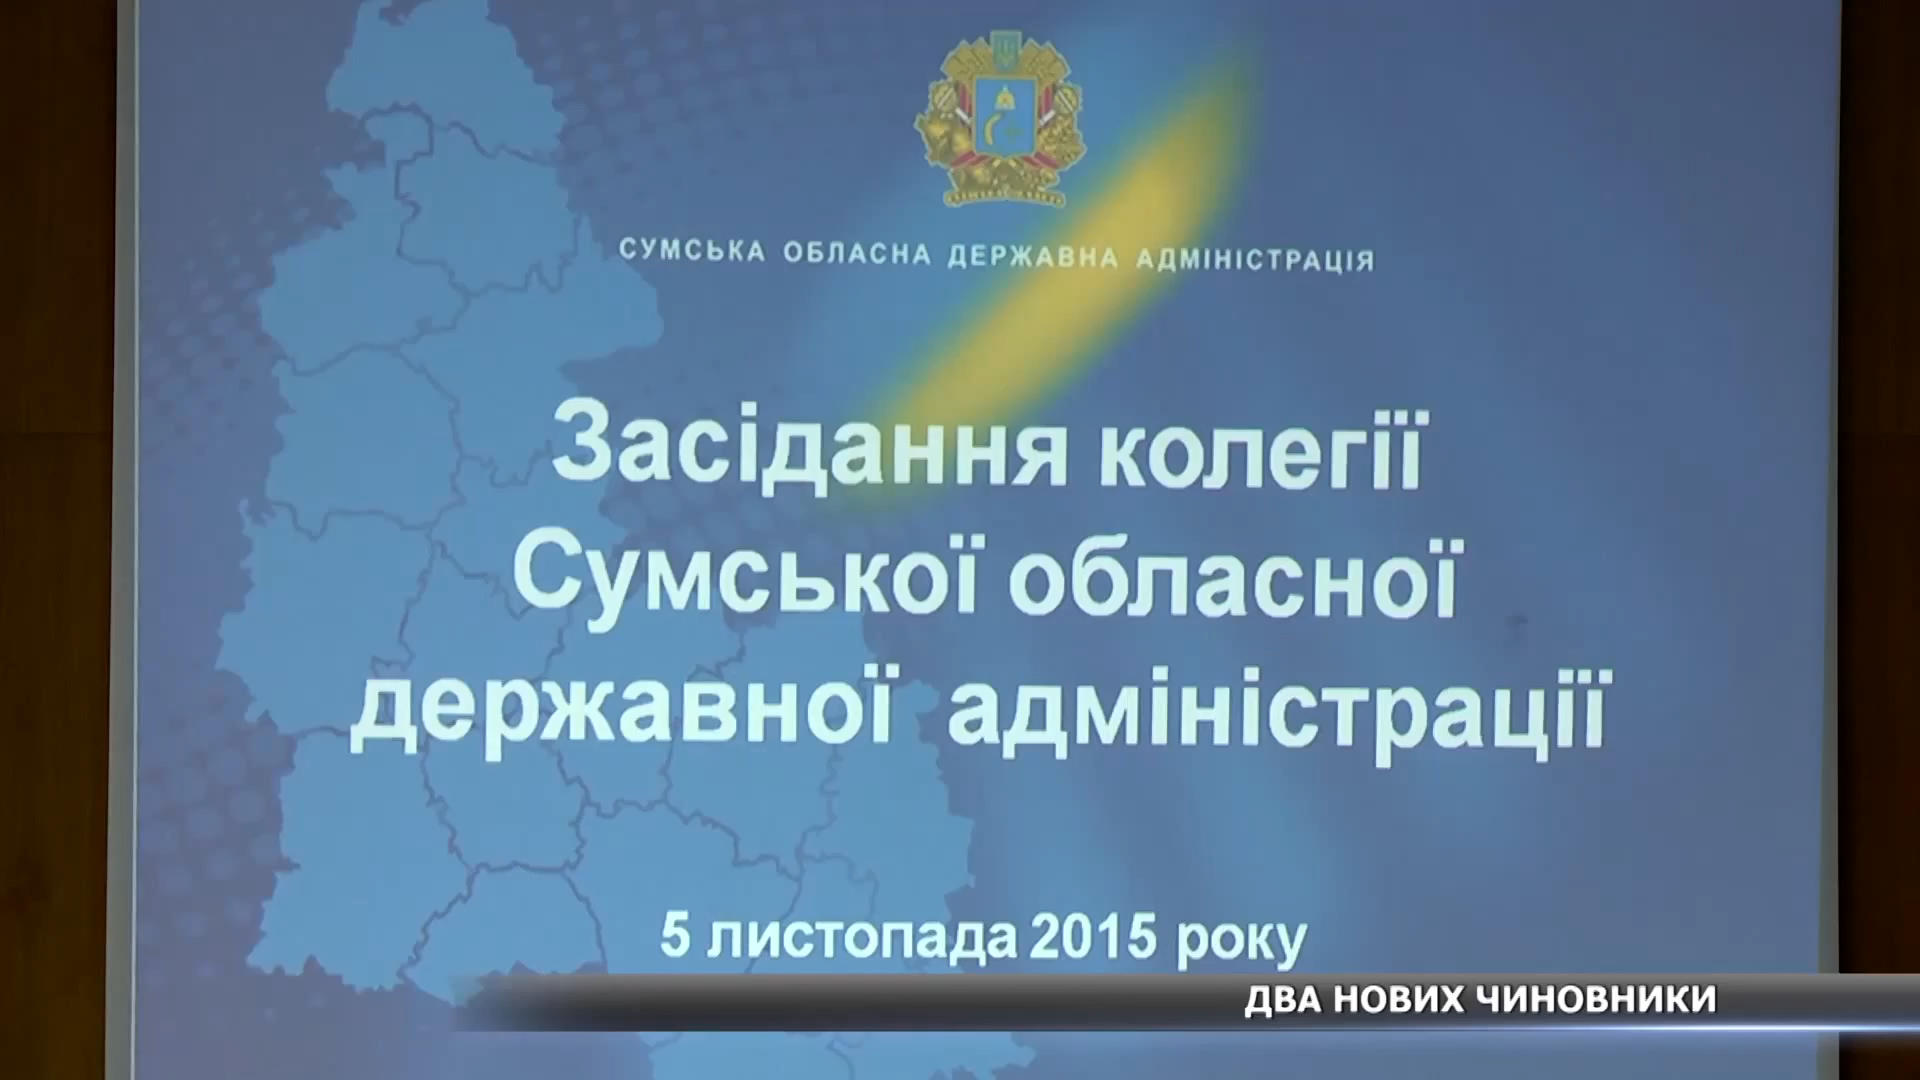 СУМСЬКА ОБЛАСНА ДЕРЖАВНА АДМІНІСТРАЦІЯ
Засідання колегії
Сумської обласної
державної адміністрації
5 листопада 2015 року
ДВА НОВИХ ЧИНОВНИКИ